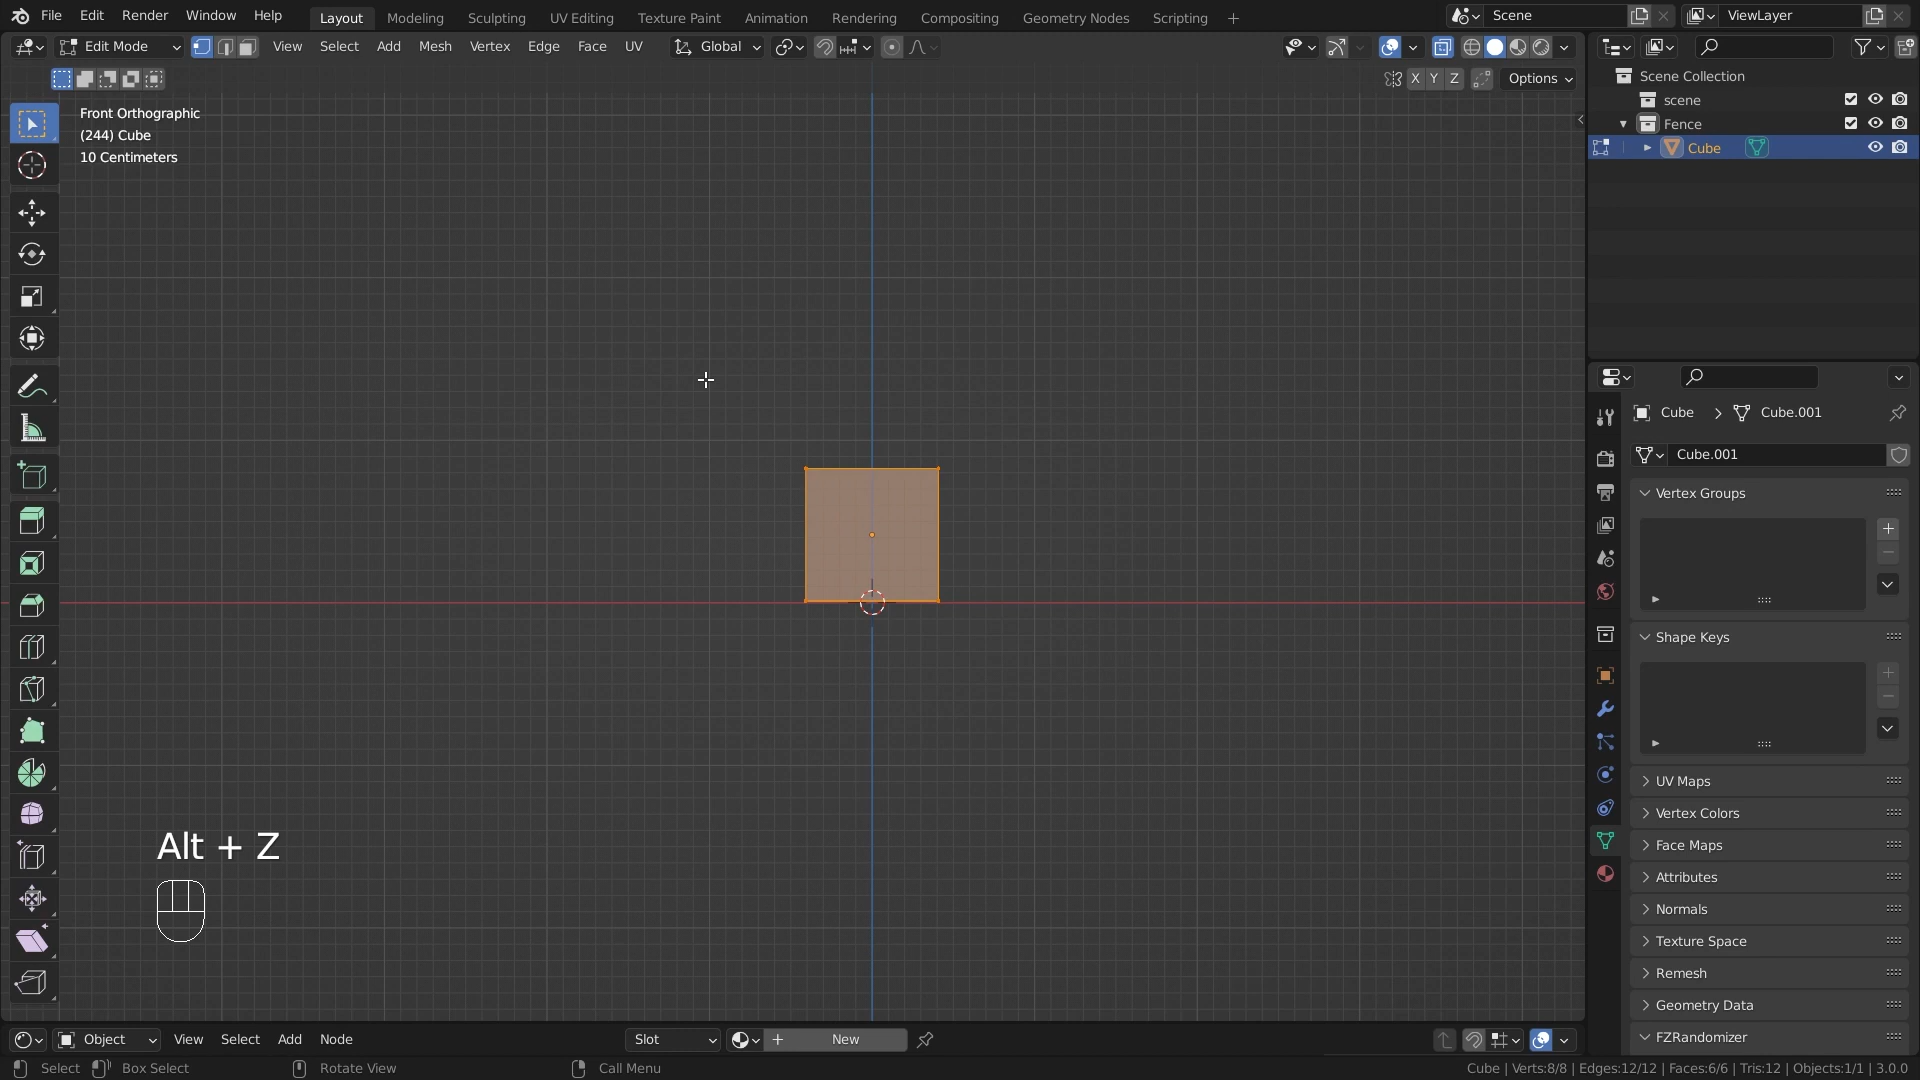 File Edit Render Window Help Layout Modeling Sculpting UV Editing Texture Paint Animation Rendering Compositing Geometry Nodes Scripting + Scene ViewLayer
Edit Mode View Select Add Mesh Vertex Edge Face UV Global
X Y Z Options
Front Orthographic
(244) Cube
10 Centimeters
Scene Collection
scene
Fence
Cube
Cube > Cube.001
Cube.001
Vertex Groups
Shape Keys
UV Maps
Vertex Colors
Face Maps
Attributes
Normals
Texture Space
Remesh
Geometry Data
FZRandomizer
Alt + Z
Object View Select Add Node Slot + New
Select Box Select Rotate View Call Menu Cube | Verts:8/8 | Edges:12/12 | Faces:6/6 | Tris:12 | Objects:1/1 | 3.0.0